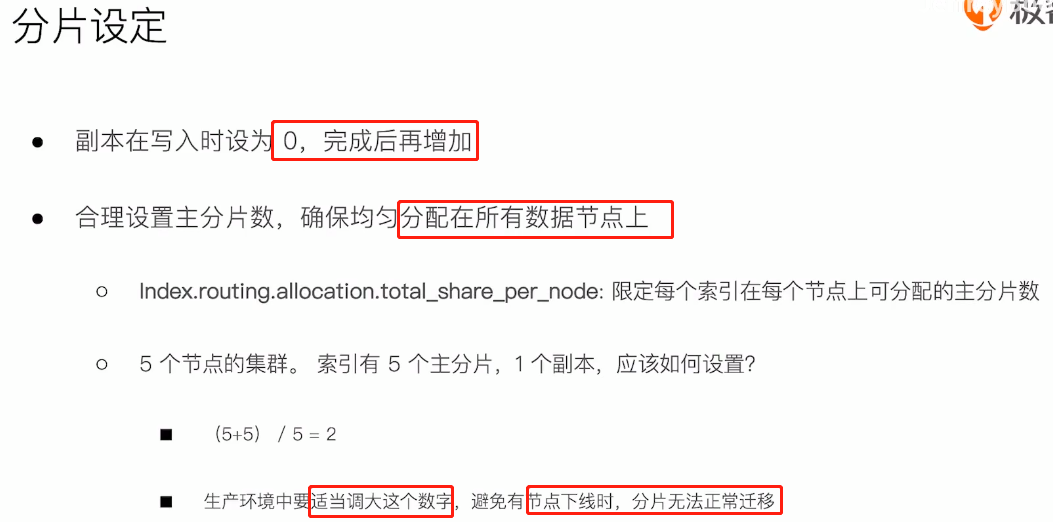 分片设定
副本在写入时设为 0，完成后再增加
合理设置主分片数，确保均匀分配在所有数据节点上
Index.routing.allocation.total_share_per_node: 限定每个索引在每个节点上可分配的主分片数
5 个节点的集群。 索引有 5 个主分片，1 个副本，应该如何设置？
（5+5） / 5 = 2
生产环境中要适当调大这个数字，避免有节点下线时，分片无法正常迁移